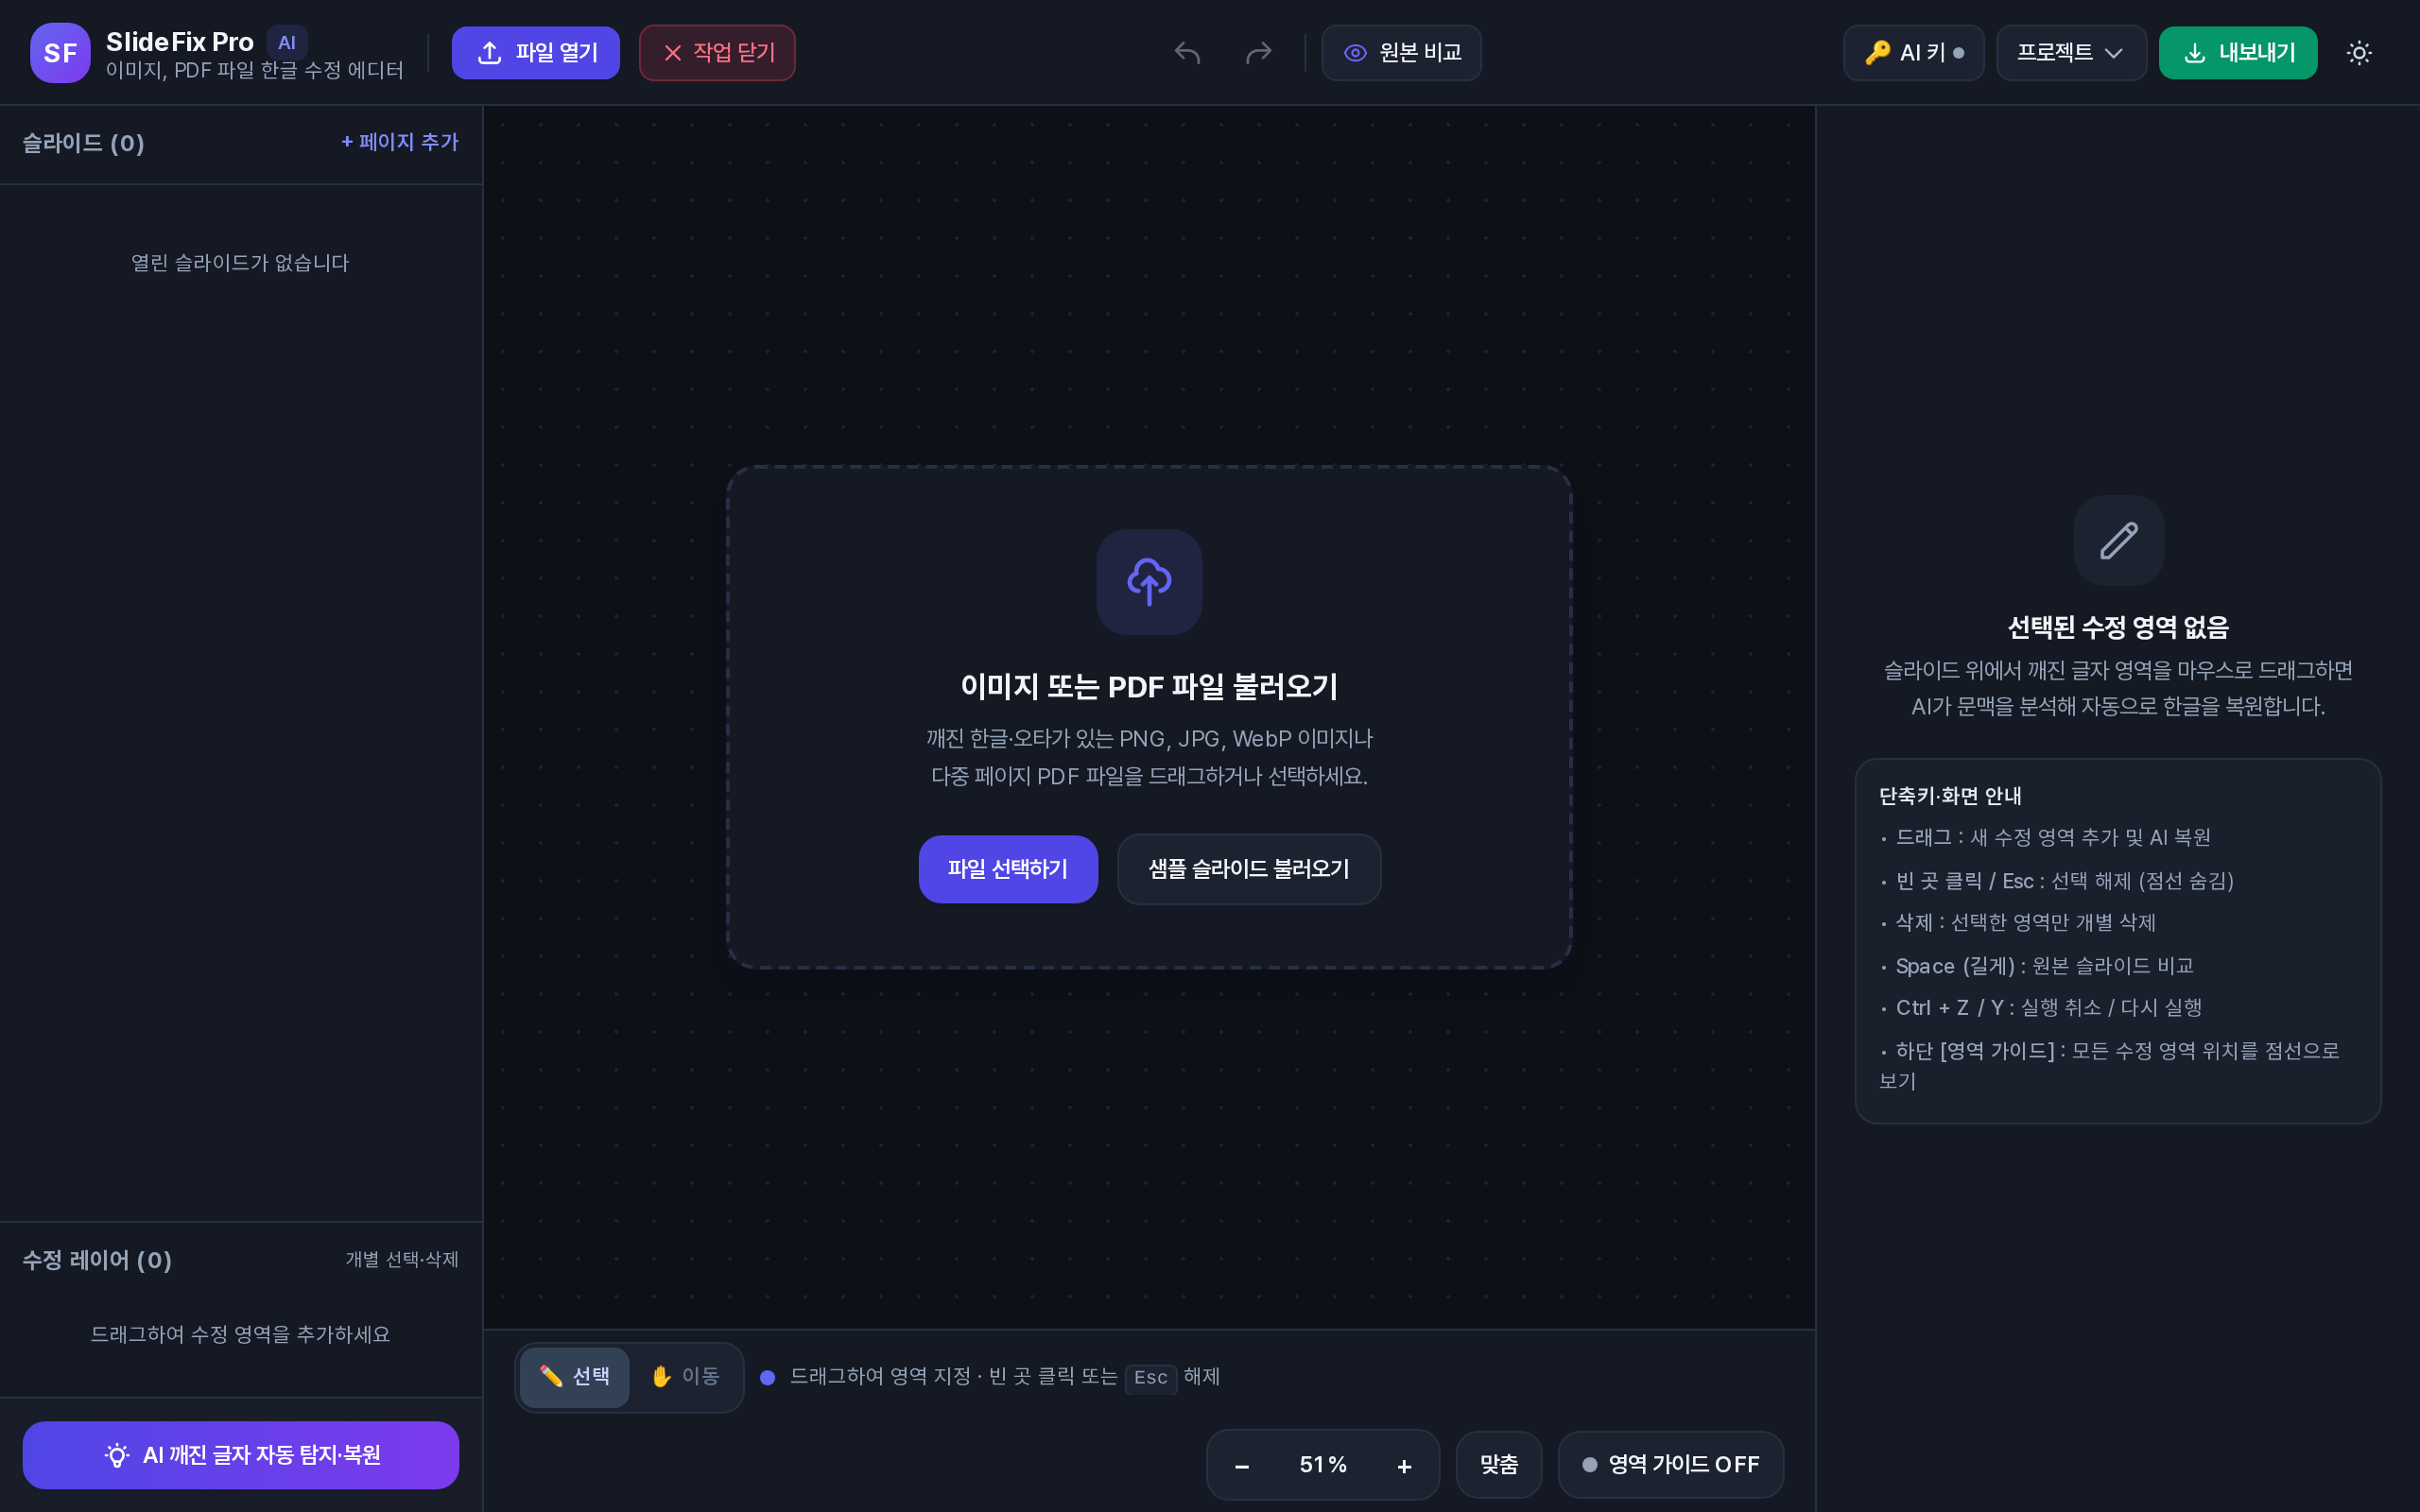 SF
SlideFix Pro AI
이미지, PDF 파일 한글 수정 에디터
파일 열기
작업 닫기
원본 비교
AI 키
프로젝트
내보내기
슬라이드 (0)
+ 페이지 추가
열린 슬라이드가 없습니다
이미지 또는 PDF 파일 불러오기
깨진 한글·오타가 있는 PNG, JPG, WebP 이미지나
다중 페이지 PDF 파일을 드래그하거나 선택하세요.
파일 선택하기
샘플 슬라이드 불러오기
선택된 수정 영역 없음
슬라이드 위에서 깨진 글자 영역을 마우스로 드래그하면
AI가 문맥을 분석해 자동으로 한글을 복원합니다.
단축키·화면 안내
• 드래그 : 새 수정 영역 추가 및 AI 복원
• 빈 곳 클릭 / Esc : 선택 해제 (점선 숨김)
• 삭제 : 선택한 영역만 개별 삭제
• Space (길게) : 원본 슬라이드 비교
• Ctrl + Z / Y : 실행 취소 / 다시 실행
• 하단 [영역 가이드] : 모든 수정 영역 위치를 점선으로
보기
수정 레이어 (0)
개별 선택·삭제
드래그하여 수정 영역을 추가하세요
AI 깨진 글자 자동 탐지·복원
선택
이동
드래그하여 영역 지정 · 빈 곳 클릭 또는 Esc 해제
− 51% +
맞춤
영역 가이드 OFF